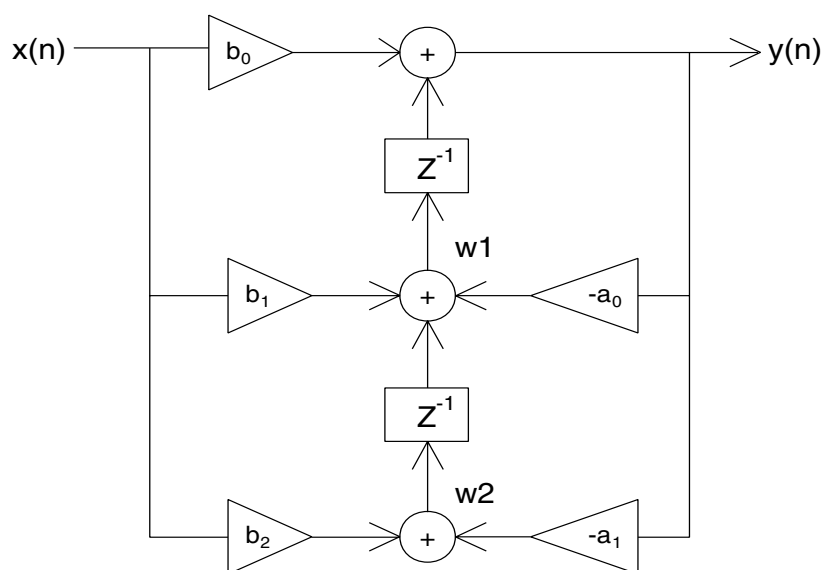 x(n) b₀ + y(n)
Z⁻¹
w1
b₁ + -a₀
Z⁻¹
w2
b₂ + -a₁